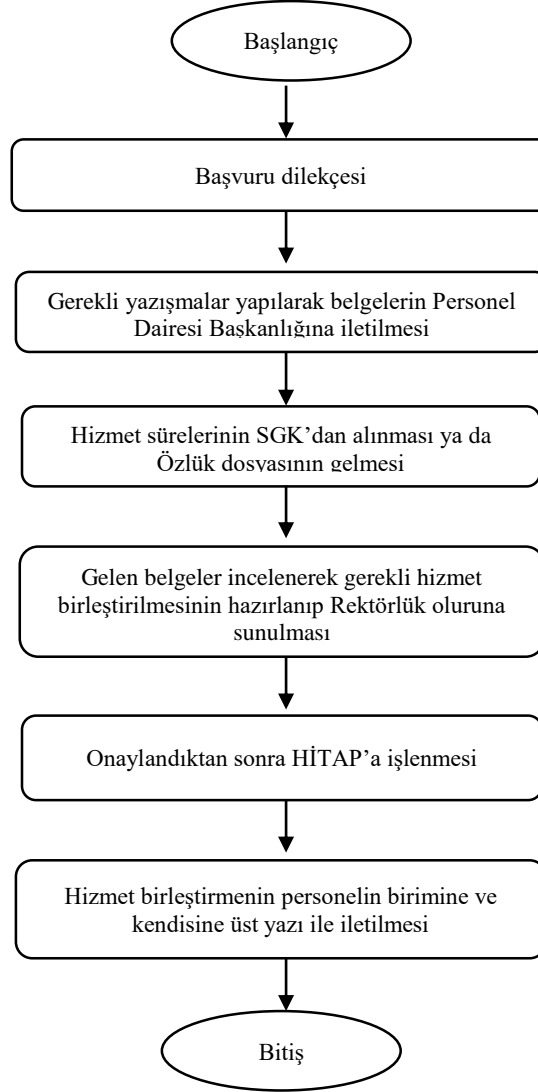 Başlangıç
Başvuru dilekçesi
Gerekli yazışmalar yapılarak belgelerin Personel
Dairesi Başkanlığına iletilmesi
Hizmet sürelerinin SGK’dan alınması ya da
Özlük dosyasının gelmesi
Gelen belgeler incelenerek gerekli hizmet
birleştirilmesinin hazırlanıp Rektörlük oluruna
sunulması
Onaylandıktan sonra HİTAP’a işlenmesi
Hizmet birleştirmenin personelin birimine ve
kendisine üst yazı ile iletilmesi
Bitiş